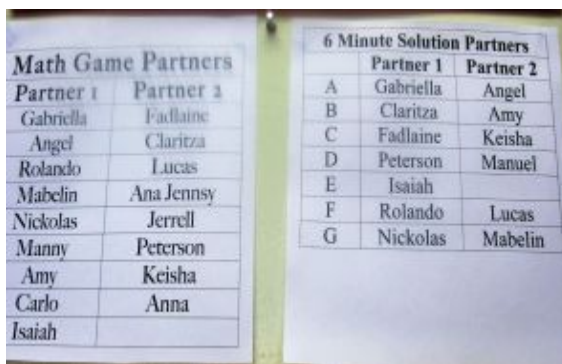 Math Game Partners
Partner 1 Partner 2
Gabriella Fadlaine
Angel Claritza
Rolando Lucas
Mabelin Ana Jennsy
Nickolas Jerrell
Manny Peterson
Amy Keisha
Carlo Anna
Isaiah
6 Minute Solution Partners
Partner 1 Partner 2
A Gabriella Angel
B Claritza Amy
C Fadlaine Keisha
D Peterson Manuel
E Isaiah
F Rolando Lucas
G Nickolas Mabelin